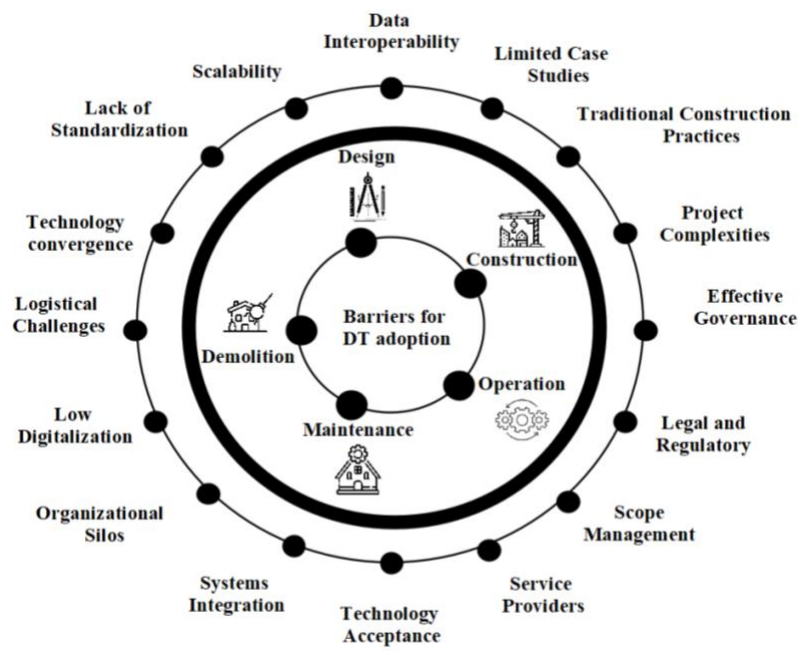 Data
Interoperability
Limited Case
Studies
Traditional Construction
Practices
Project
Complexities
Effective
Governance
Legal and
Regulatory
Scope
Management
Service
Providers
Technology
Acceptance
Systems
Integration
Organizational
Silos
Low
Digitalization
Logistical
Challenges
Technology
convergence
Lack of
Standardization
Scalability
Design
Construction
Operation
Maintenance
Demolition
Barriers for
DT adoption